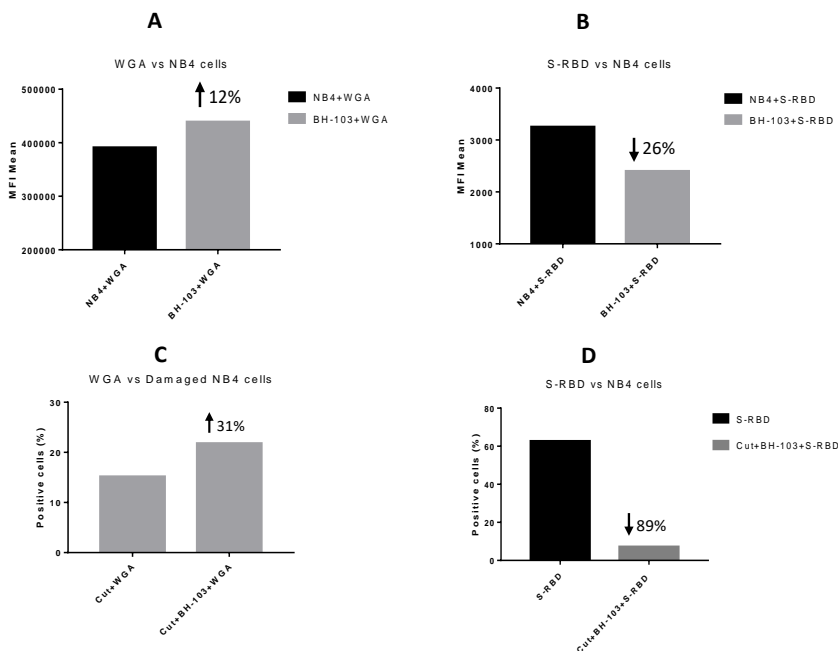 A
WGA vs NB4 cells
500000
400000
300000
200000
MFI Mean
12%
NB4+WGA
BH-103+WGA
NB4+WGA
BH-103+WGA
B
S-RBD vs NB4 cells
4000
3000
2000
1000
MFI Mean
26%
NB4+S-RBD
BH-103+S-RBD
NB4+S-RBD
BH-103+S-RBD
C
WGA vs Damaged NB4 cells
30
20
10
0
Positive cells (%)
31%
Cut+WGA
Cut+BH-103+WGA
D
S-RBD vs NB4 cells
80
60
40
20
0
Positive cells (%)
89%
S-RBD
Cut+BH-103+S-RBD
S-RBD
Cut+BH-103+S-RBD